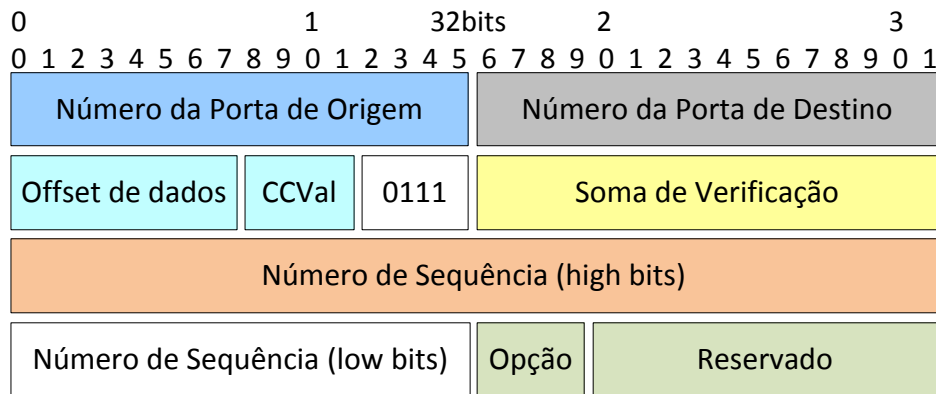 0 1 32bits 2 3
0 1 2 3 4 5 6 7 8 9 0 1 2 3 4 5 6 7 8 9 0 1 2 3 4 5 6 7 8 9 0 1
Número da Porta de Origem Número da Porta de Destino
Offset de dados CCVal 0111 Soma de Verificação
Número de Sequência (high bits)
Número de Sequência (low bits) Opção Reservado